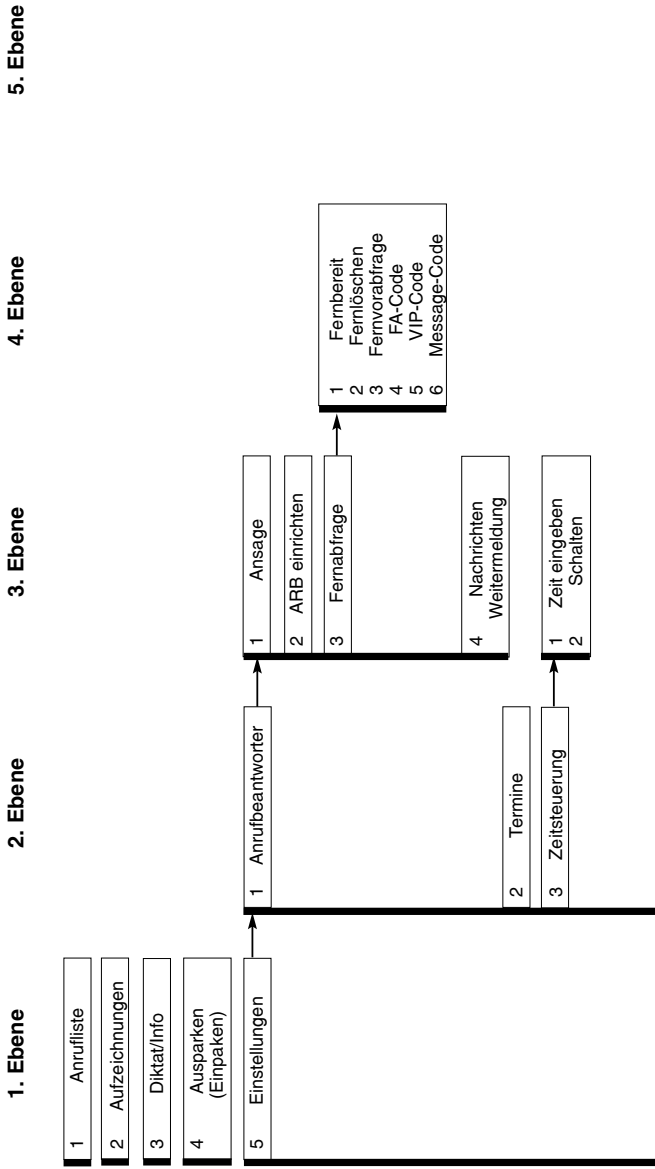 1. Ebene
2. Ebene
3. Ebene
4. Ebene
5. Ebene
1 Anrufliste
2 Aufzeichnungen
3 Diktat/Info
4 Ausparken
(Einpaken)
5 Einstellungen
1 Anrufbeantworter
2 Termine
3 Zeitsteuerung
1 Ansage
2 ARB einrichten
3 Fernabfrage
4 Nachrichten
Weitermeldung
1 Zeit eingeben
2 Schalten
1 Fernbereit
2 Fernlöschen
3 Fernvorabfrage
4 FA-Code
5 VIP-Code
6 Message-Code